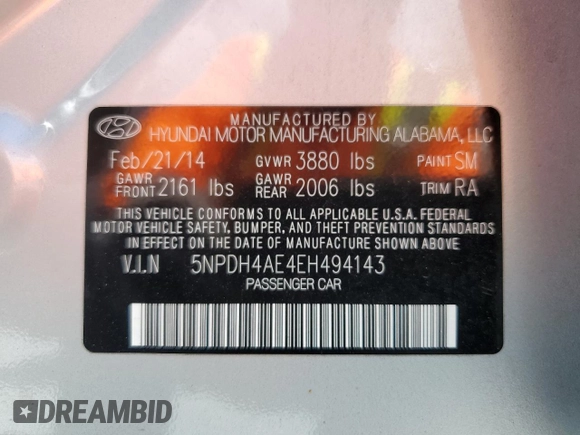 MANUFACTURED BY
HYUNDAI MOTOR MANUFACTURING ALABAMA, LLC
Feb/21/14 GVWR 3880 lbs PAINT SM
GAWR FRONT 2161 lbs GAWR REAR 2006 lbs TRIM RA
THIS VEHICLE CONFORMS TO ALL APPLICABLE U.S.A. FEDERAL
MOTOR VEHICLE SAFETY, BUMPER, AND THEFT PREVENTION STANDARDS
IN EFFECT ON THE DATE OF MANUFACTURE SHOWN ABOVE
V.I.N 5NPDH4AE4EH494143
PASSENGER CAR
DREAMBID